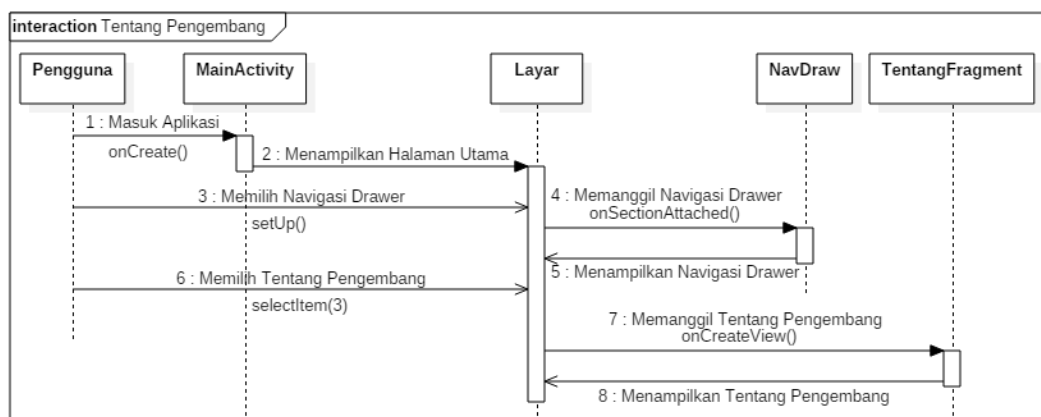 interaction Tentang Pengembang
Pengguna
MainActivity
Layar
NavDraw
TentangFragment
1 : Masuk Aplikasi
onCreate()
2 : Menampilkan Halaman Utama
3 : Memilih Navigasi Drawer
setUp()
4 : Memanggil Navigasi Drawer
onSectionAttached()
5 : Menampilkan Navigasi Drawer
6 : Memilih Tentang Pengembang
selectItem(3)
7 : Memanggil Tentang Pengembang
onCreateView()
8 : Menampilkan Tentang Pengembang